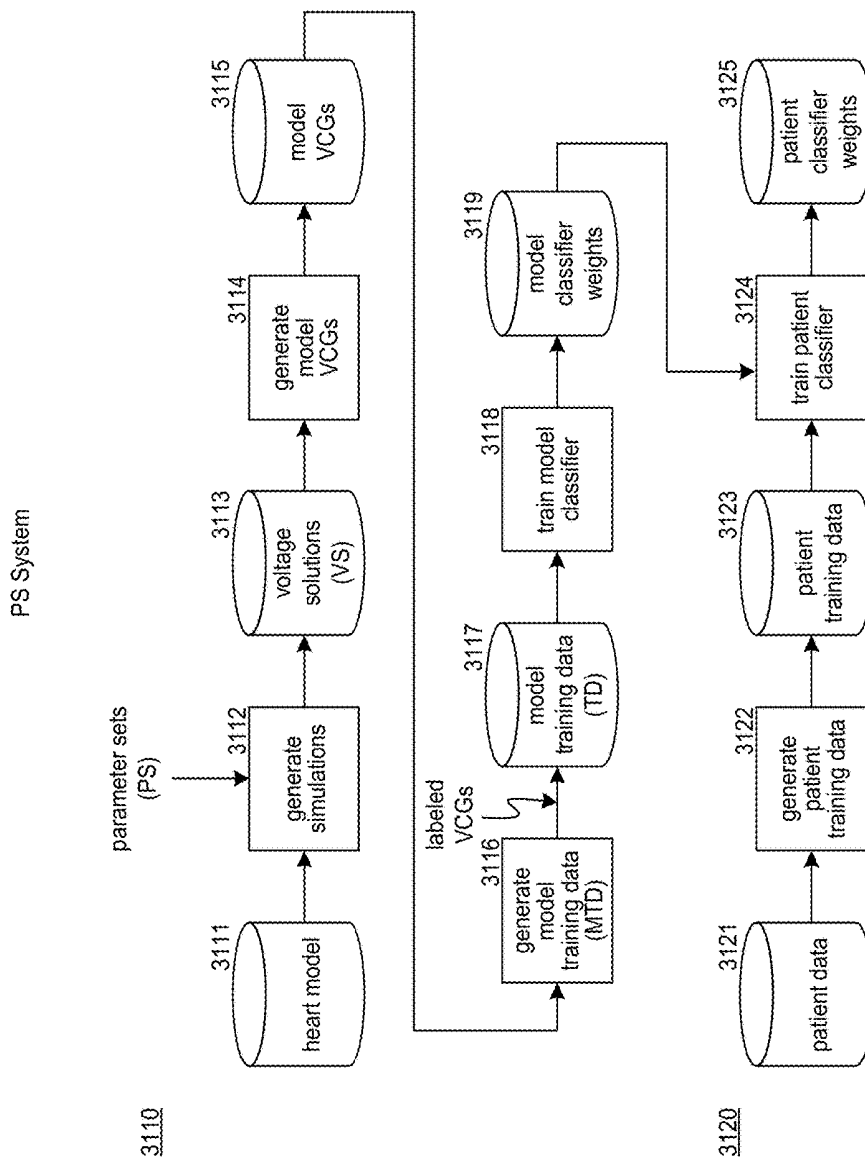 PS System
3110
parameter sets
(PS)
3111
heart model
3112
generate
simulations
3113
voltage
solutions
(VS)
3114
generate
model
VCGs
3115
model
VCGs
3116
generate
model
training data
(MTD)
labeled
VCGs
3117
model
training data
(TD)
3118
train model
classifier
3119
model
classifier
weights
3120
3121
patient data
3122
generate
patient
training data
3123
patient
training data
3124
train patient
classifier
3125
patient
classifier
weights